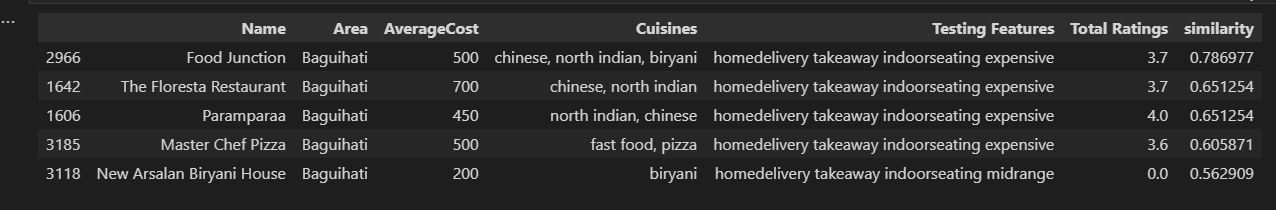 ...
Name Area AverageCost Cuisines Testing Features Total Ratings similarity
2966 Food Junction Baguihati 500 chinese, north indian, biryani homedelivery takeaway indoorseating expensive 3.7 0.786977
1642 The Floresta Restaurant Baguihati 700 chinese, north indian homedelivery takeaway indoorseating expensive 3.7 0.651254
1606 Paramparaa Baguihati 450 north indian, chinese homedelivery takeaway indoorseating expensive 4.0 0.651254
3185 Master Chef Pizza Baguihati 500 fast food, pizza homedelivery takeaway indoorseating expensive 3.6 0.605871
3118 New Arsalan Biryani House Baguihati 200 biryani homedelivery takeaway indoorseating midrange 0.0 0.562909